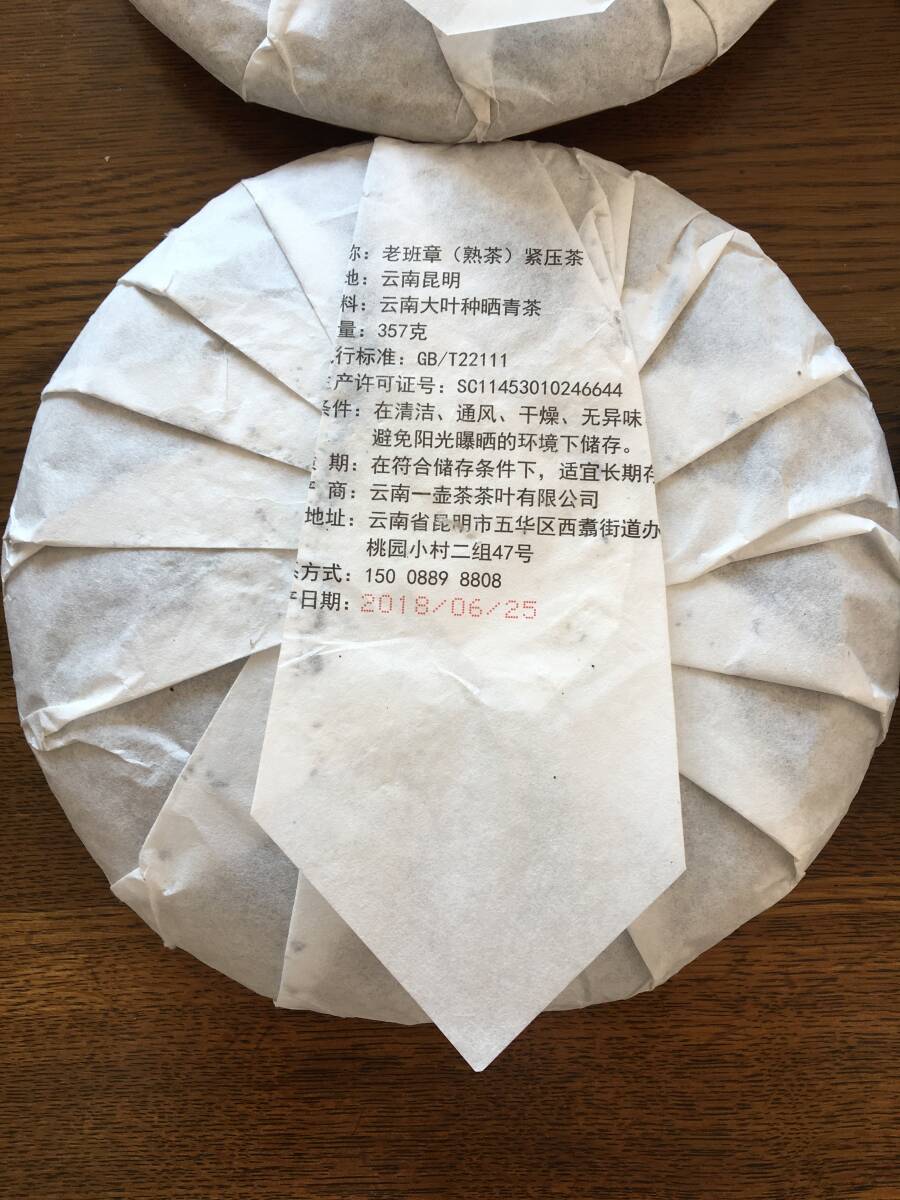 称：老班章（熟茶）紧压茶
地：云南昆明
料：云南大叶种晒青茶
量：357克
行标准：GB/T22111
产许可证号：SC11453010246644
条件：在清洁、通风、干燥、无异味
避免阳光曝晒的环境下储存。
期：在符合储存条件下，适宜长期存
产 商：云南一壶茶茶叶有限公司
地址：云南省昆明市五华区西翥街道办
桃园小村二组47号
系方式：150 0889 8808
产日期：2018/06/25